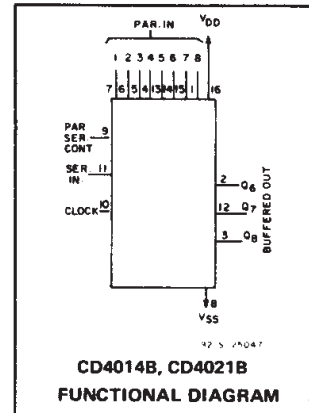 PAR. IN
VDD
1 2 3 4 5 6 7 8
7 6 5 4 13 14 15 1 16
PAR
SER.
CONT
9
SER.
IN
11
CLOCK
10
2
Q6
12
Q7
3
Q8
BUFFERED OUT
8
VSS
92 S 25047
CD4014B, CD4021B
FUNCTIONAL DIAGRAM